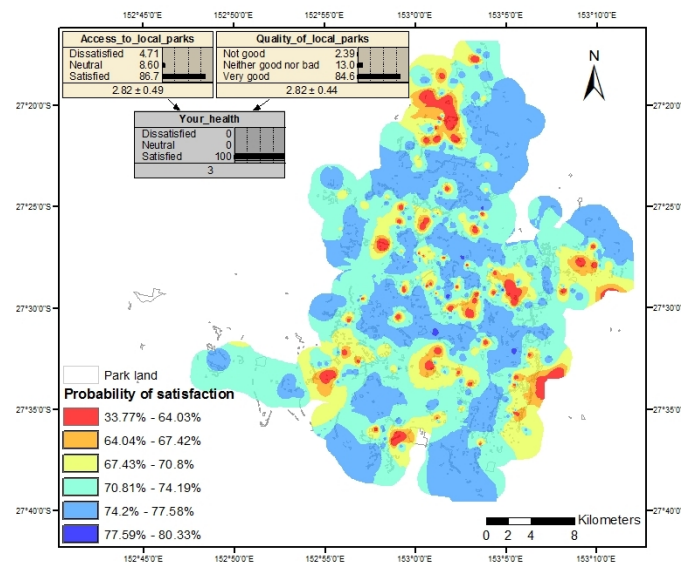 152°45'0"E 152°50'0"E 152°55'0"E 153°0'0"E 153°5'0"E 153°10'0"E
Access_to_local_parks
Dissatisfied 4.71
Neutral 8.60
Satisfied 86.7
2.82 ± 0.49
Quality_of_local_parks
Not good 2.39
Neither good nor bad 13.0
Very good 84.6
2.82 ± 0.44
Your_health
Dissatisfied 0
Neutral 0
Satisfied 100
3
N
27°20'0"S
27°25'0"S
27°30'0"S
27°35'0"S
27°40'0"S
27°20'0"S
27°25'0"S
27°30'0"S
27°35'0"S
27°40'0"S
Park land
Probability of satisfaction
33.77% - 64.03%
64.04% - 67.42%
67.43% - 70.8%
70.81% - 74.19%
74.2% - 77.58%
77.59% - 80.33%
Kilometers
0 2 4 8
152°45'0"E 152°50'0"E 152°55'0"E 153°0'0"E 153°5'0"E 153°10'0"E